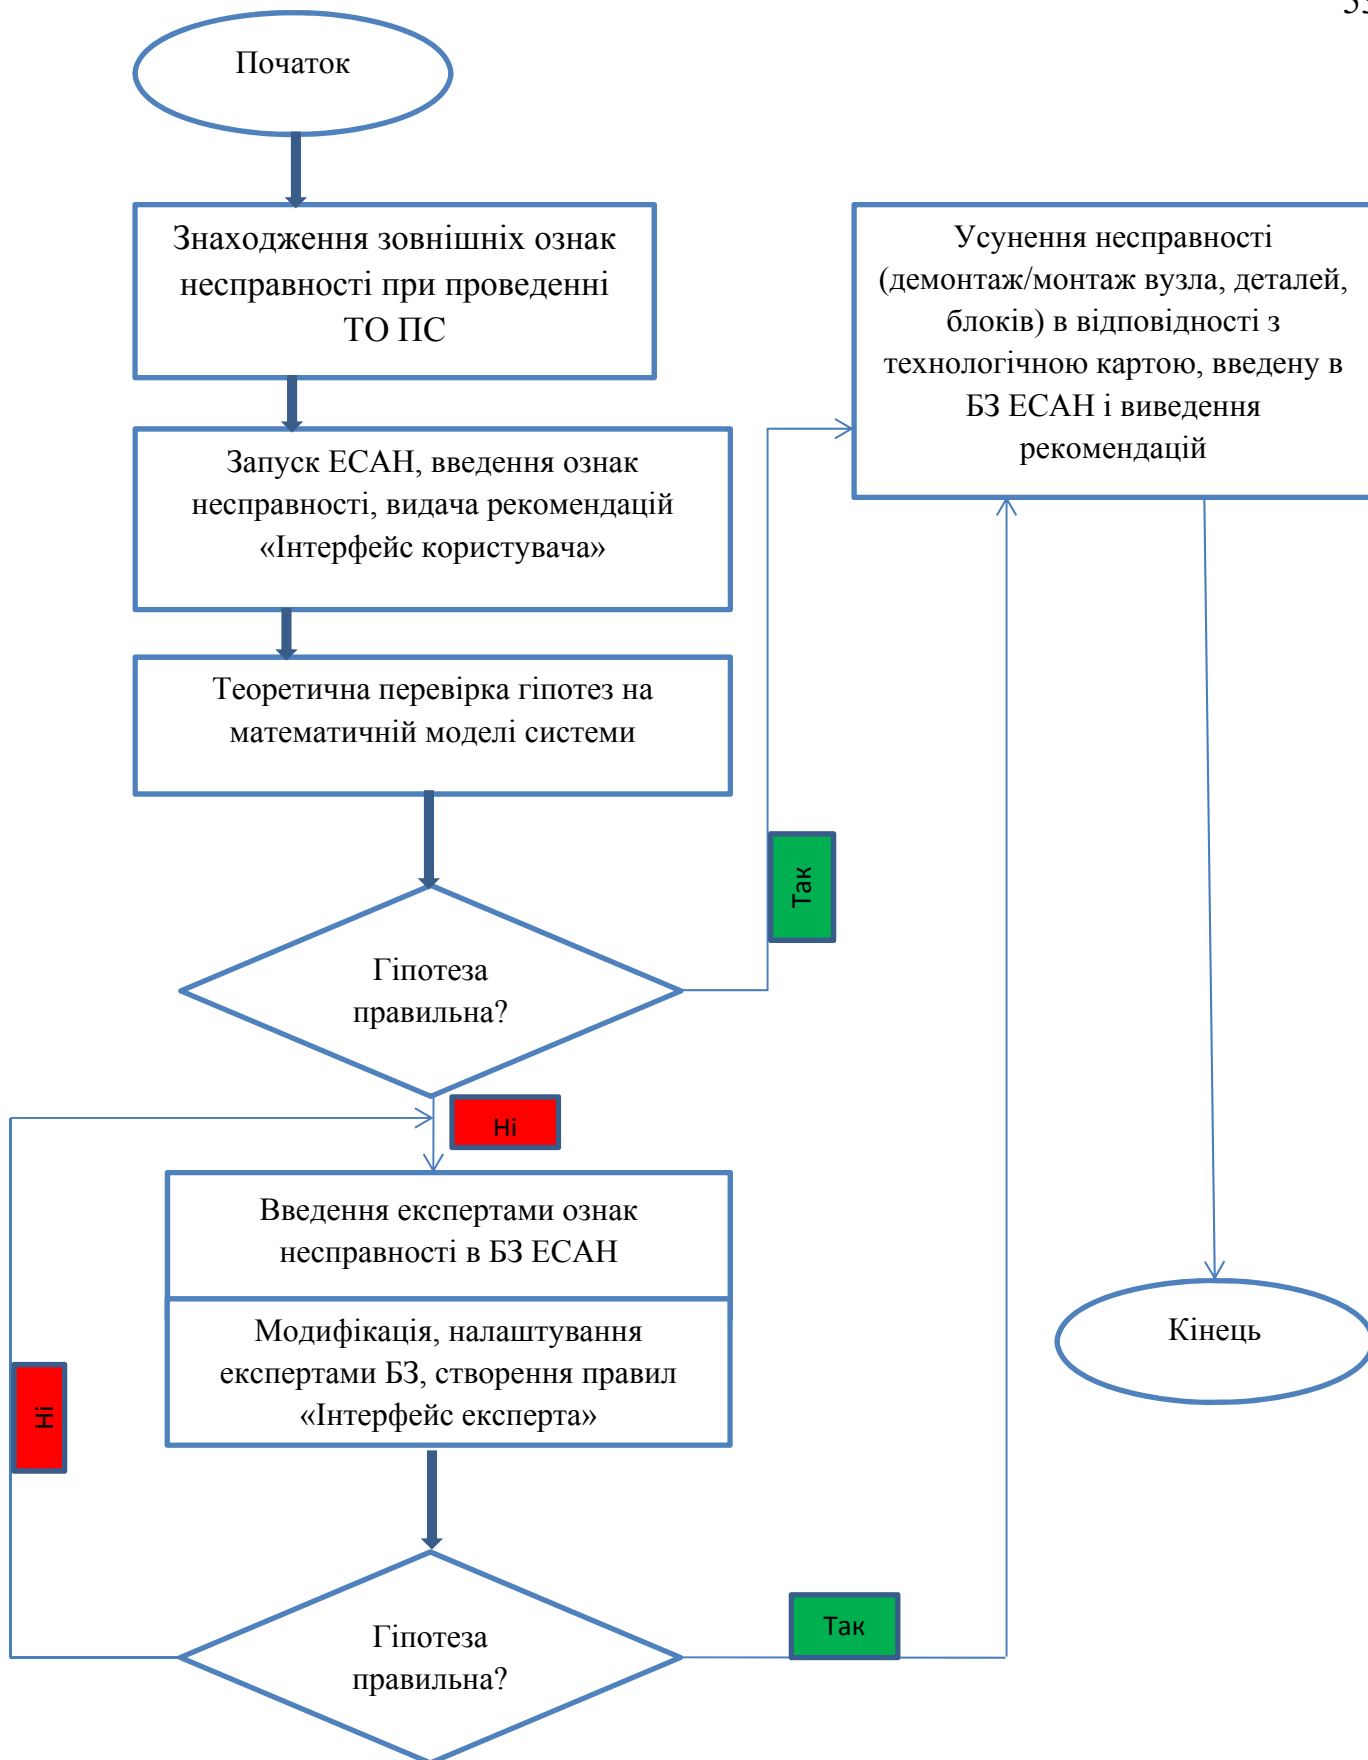 Початок
Знаходження зовнішніх ознак
несправності при проведенні
ТО ПС
Запуск ЕСАН, введення ознак
несправності, видача рекомендацій
«Інтерфейс користувача»
Теоретична перевірка гіпотез на
математичній моделі системи
Гіпотеза
правильна?
Так
Ні
Усунення несправності
(демонтаж/монтаж вузла, деталей,
блоків) в відповідності з
технологічною картою, введену в
БЗ ЕСАН і виведення
рекомендацій
Введення експертами ознак
несправності в БЗ ЕСАН
Модифікація, налаштування
експертами БЗ, створення правил
«Інтерфейс експерта»
Ні
Гіпотеза
правильна?
Так
Кінець